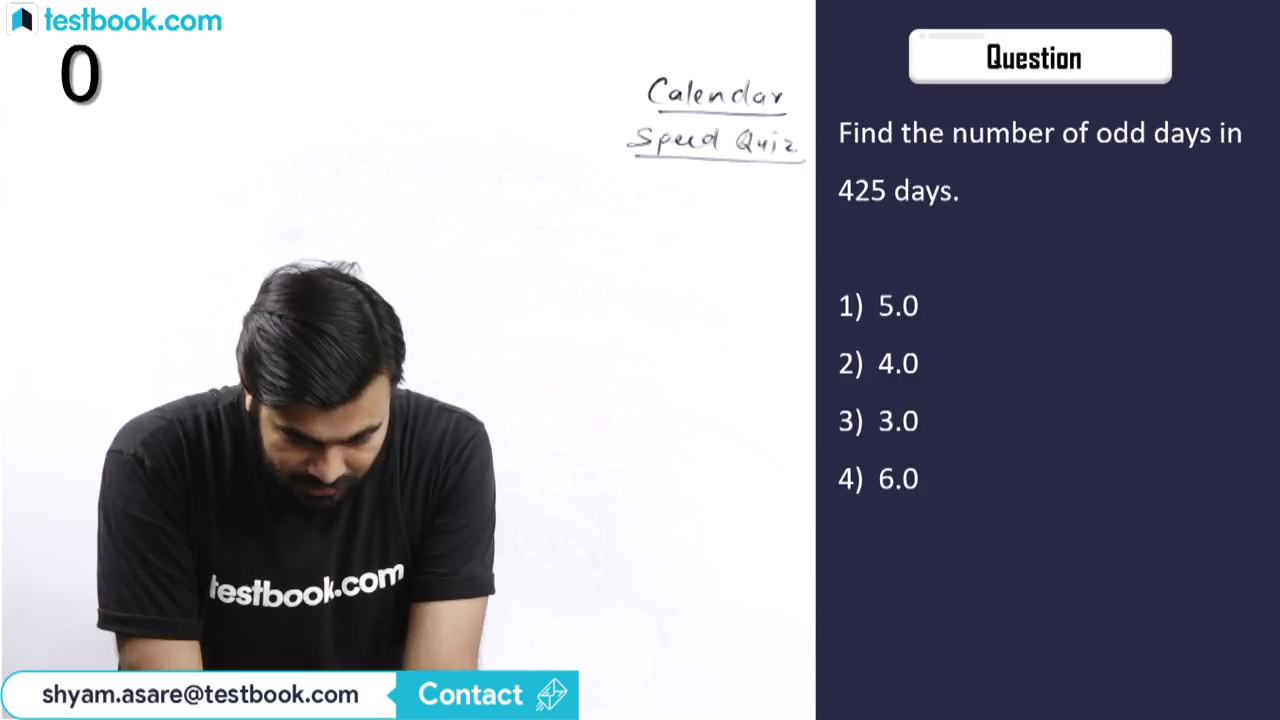 testbook.com
0
Calendar
Speed Quiz
Question
Find the number of odd days in
425 days.
1) 5.0
2) 4.0
3) 3.0
4) 6.0
testbook.com
shyam.asare@testbook.com
Contact